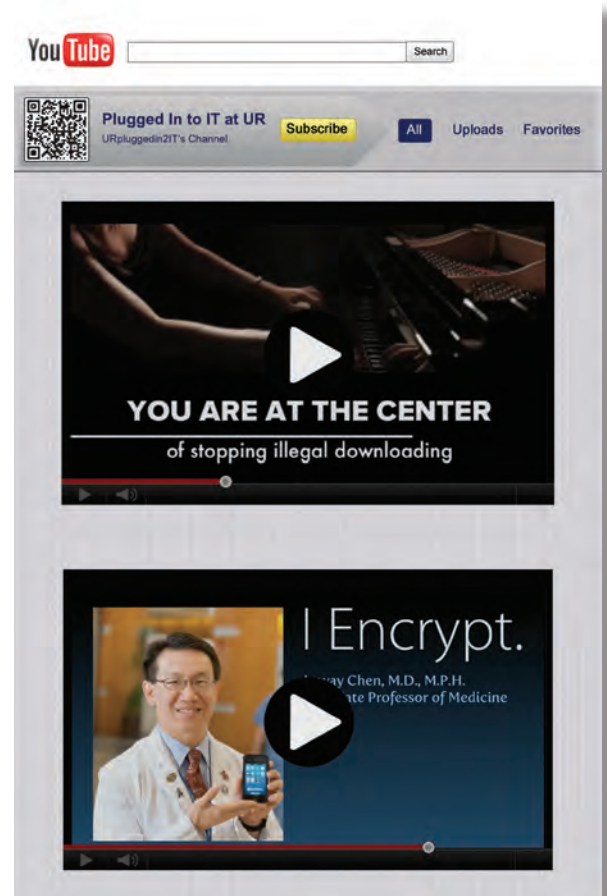 You Tube
Search
Plugged In to IT at UR
URpluggedin2IT's Channel
Subscribe
All
Uploads
Favorites
YOU ARE AT THE CENTER
of stopping illegal downloading
I Encrypt.
Chen, M.D., M.P.H.
Professor of Medicine